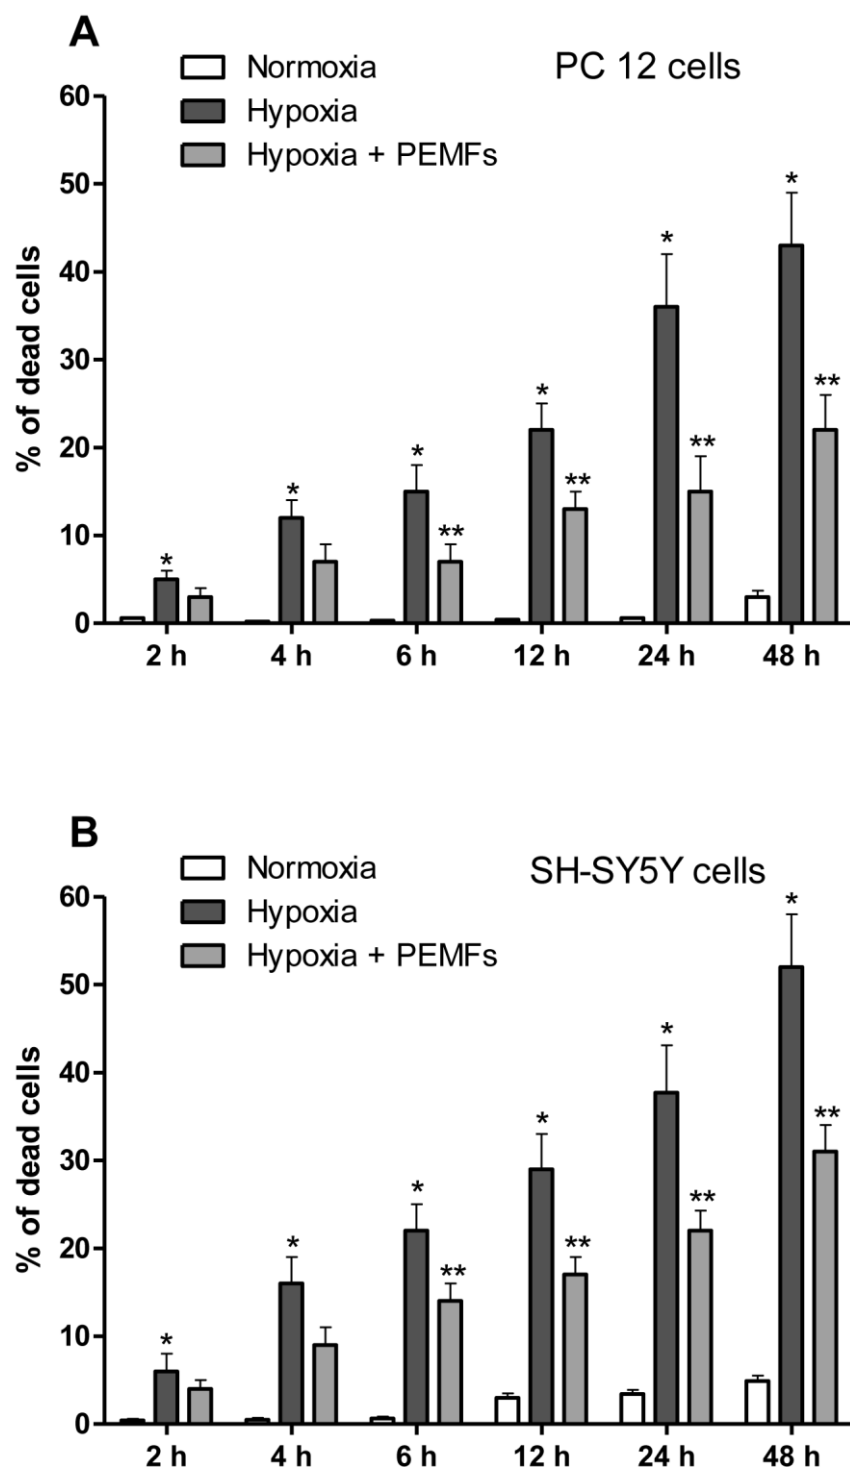 A
Normoxia
Hypoxia
Hypoxia + PEMFs
PC 12 cells
% of dead cells
60
50
40
30
20
10
0
*
*
*
**
*
**
*
**
*
**
2 h 4 h 6 h 12 h 24 h 48 h
B
Normoxia
Hypoxia
Hypoxia + PEMFs
SH-SY5Y cells
% of dead cells
60
50
40
30
20
10
0
*
*
*
**
*
**
*
**
*
**
2 h 4 h 6 h 12 h 24 h 48 h